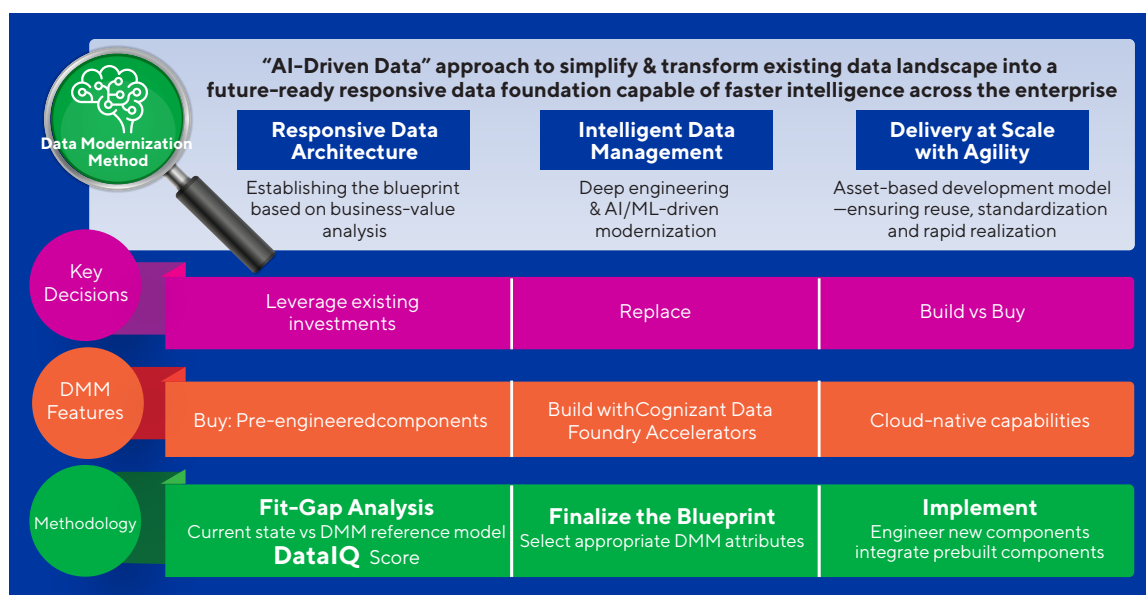 “AI-Driven Data” approach to simplify & transform existing data landscape into a
future-ready responsive data foundation capable of faster intelligence across the enterprise
Data Modernization
Method
Responsive Data
Architecture
Establishing the blueprint
based on business-value
analysis
Intelligent Data
Management
Deep engineering
& AI/ML-driven
modernization
Delivery at Scale
with Agility
Asset-based development model
—ensuring reuse, standardization
and rapid realization
Key
Decisions
Leverage existing
investments
Replace
Build vs Buy
DMM
Features
Buy: Pre-engineeredcomponents
Build withCognizant Data
Foundry Accelerators
Cloud-native capabilities
Methodology
Fit-Gap Analysis
Current state vs DMM reference model
DataIQ Score
Finalize the Blueprint
Select appropriate DMM attributes
Implement
Engineer new components
integrate prebuilt components